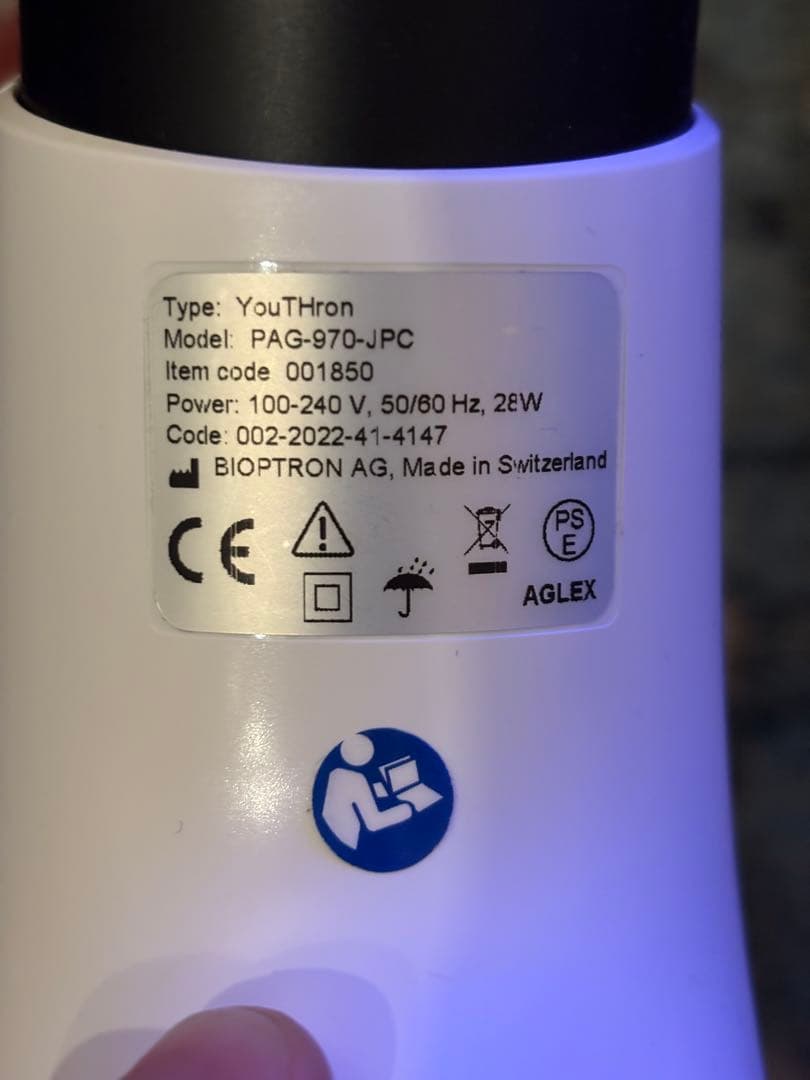 Type: YouTHron
Model: PAG-970-JPC
Item code 001850
Power: 100-240 V, 50/60 Hz, 28W
Code: 002-2022-41-4147
BIOPTRON AG, Made in Switzerland
CE
PS
E
AGLEX